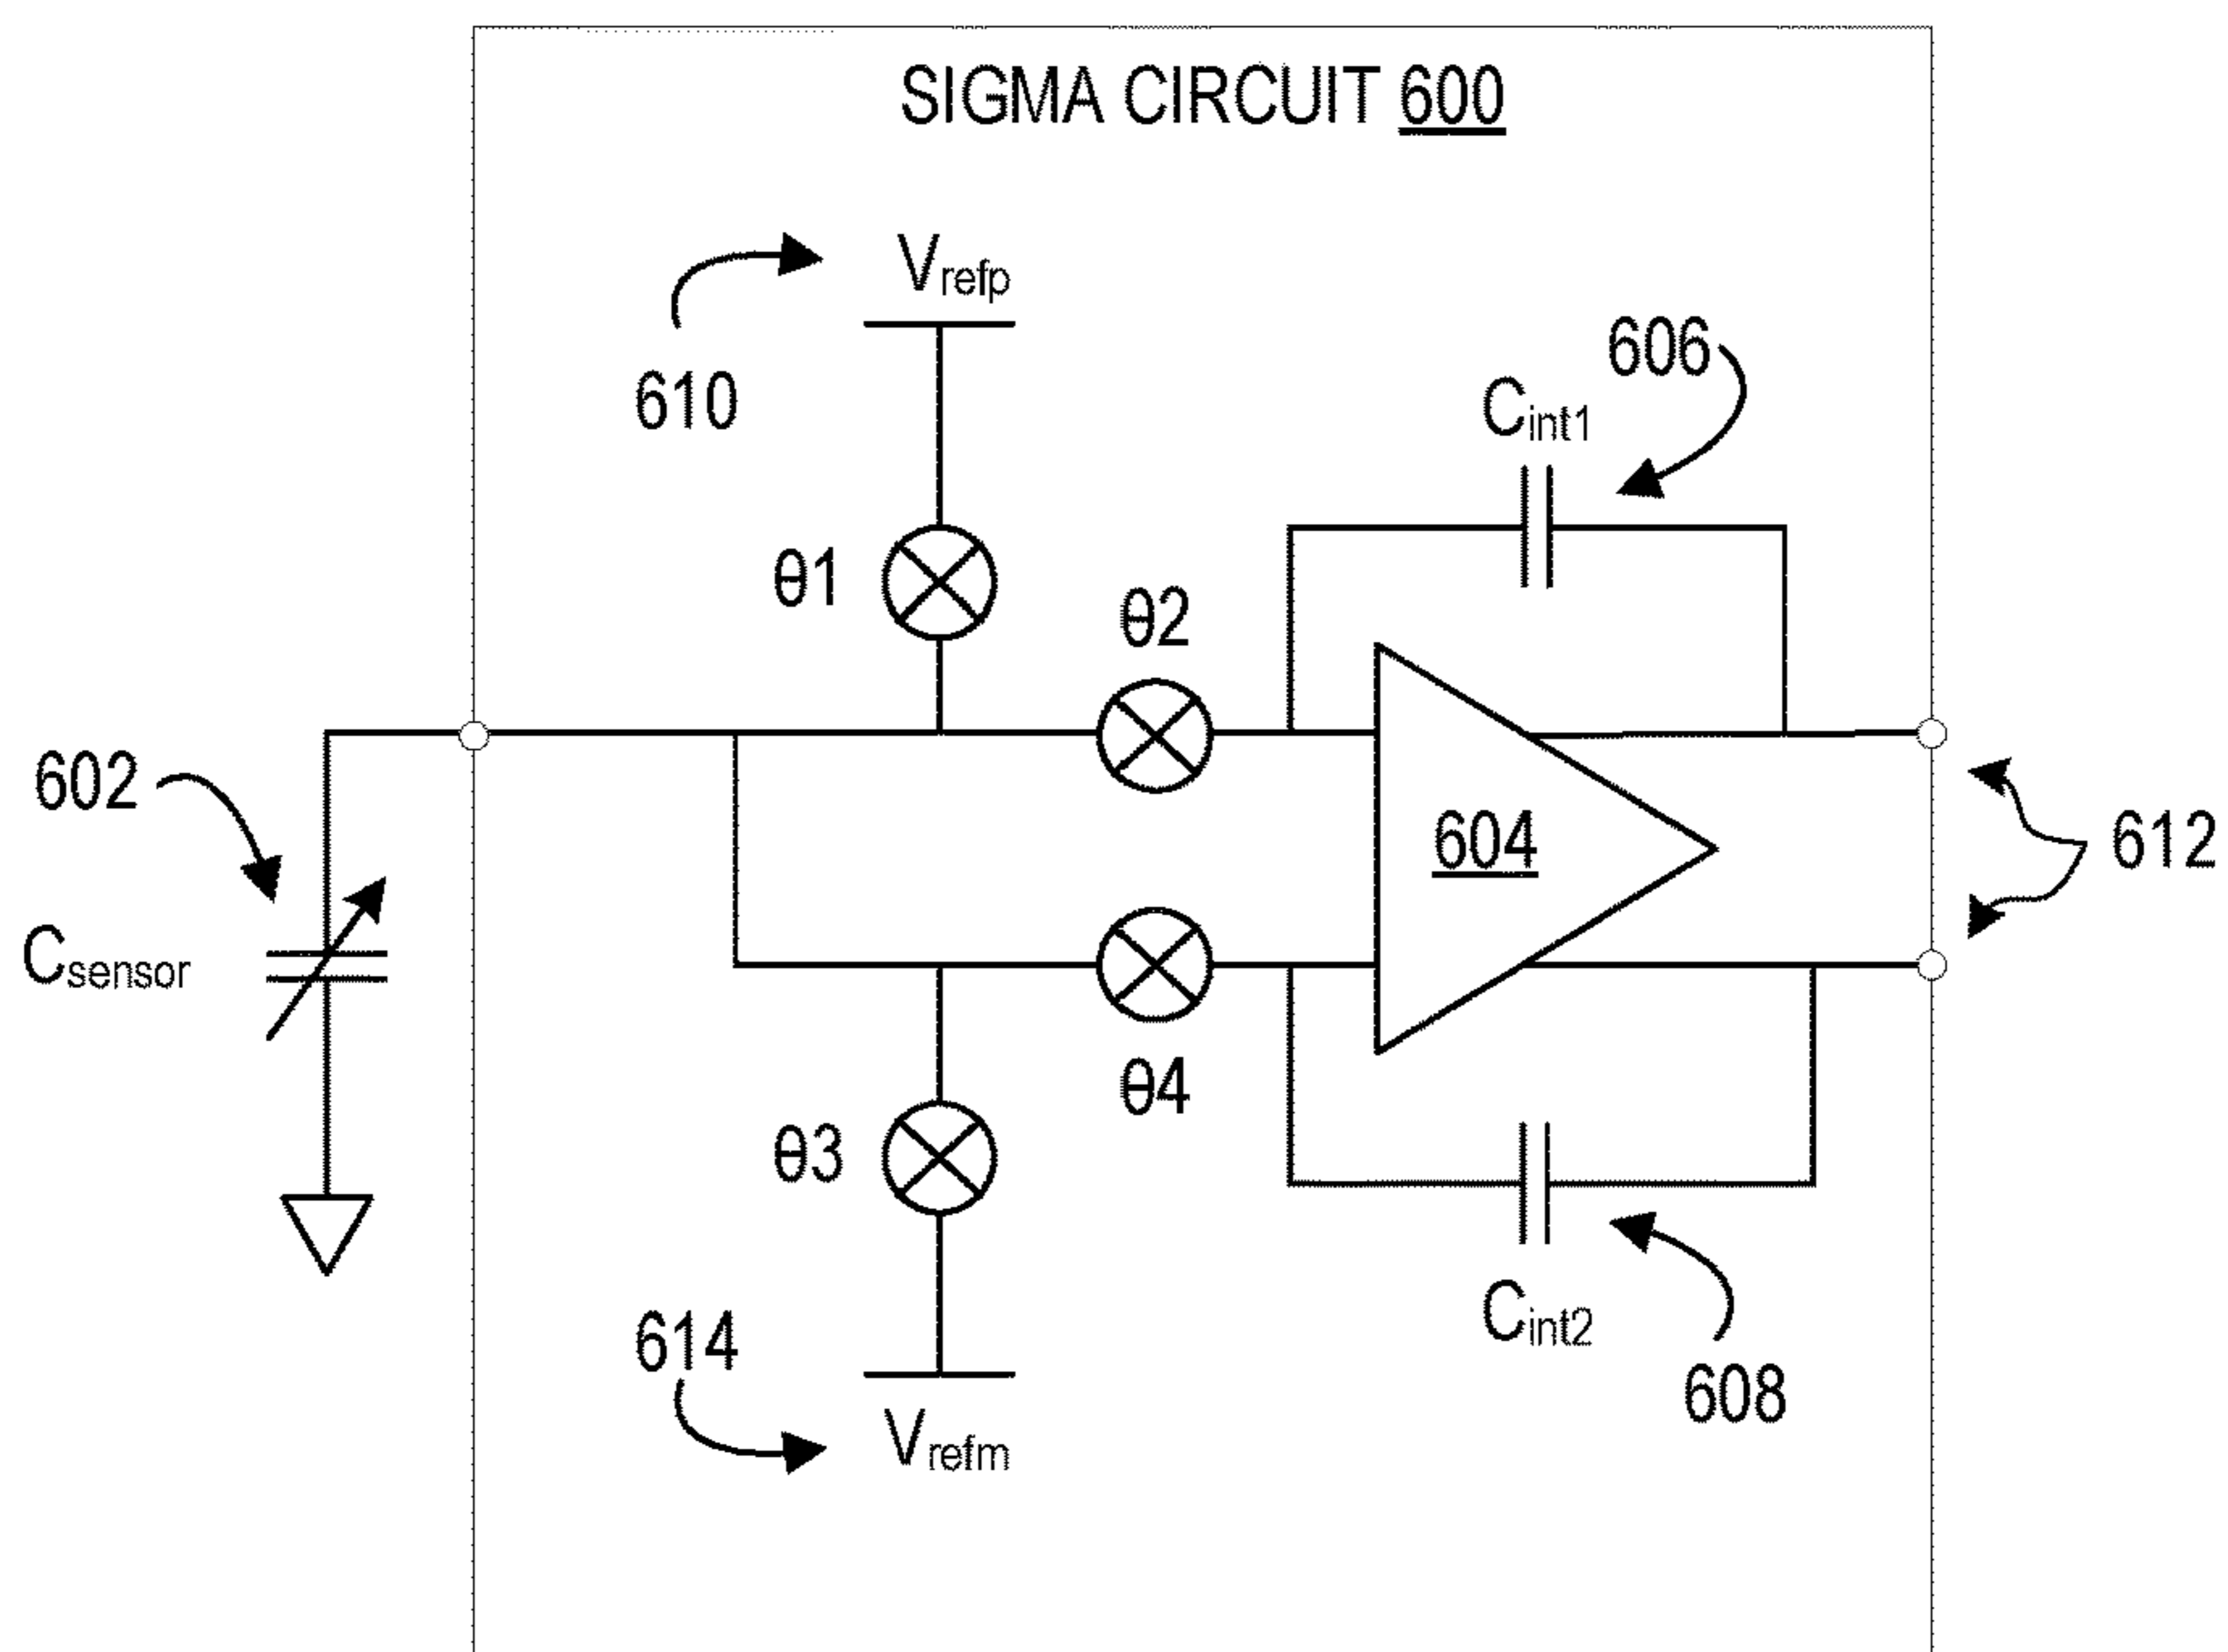 SIGMA CIRCUIT 600
Vrefp
610
606
Cint1
θ1
θ2
602
604
612
Csensor
θ4
θ3
614
Cint2
608
Vrefm